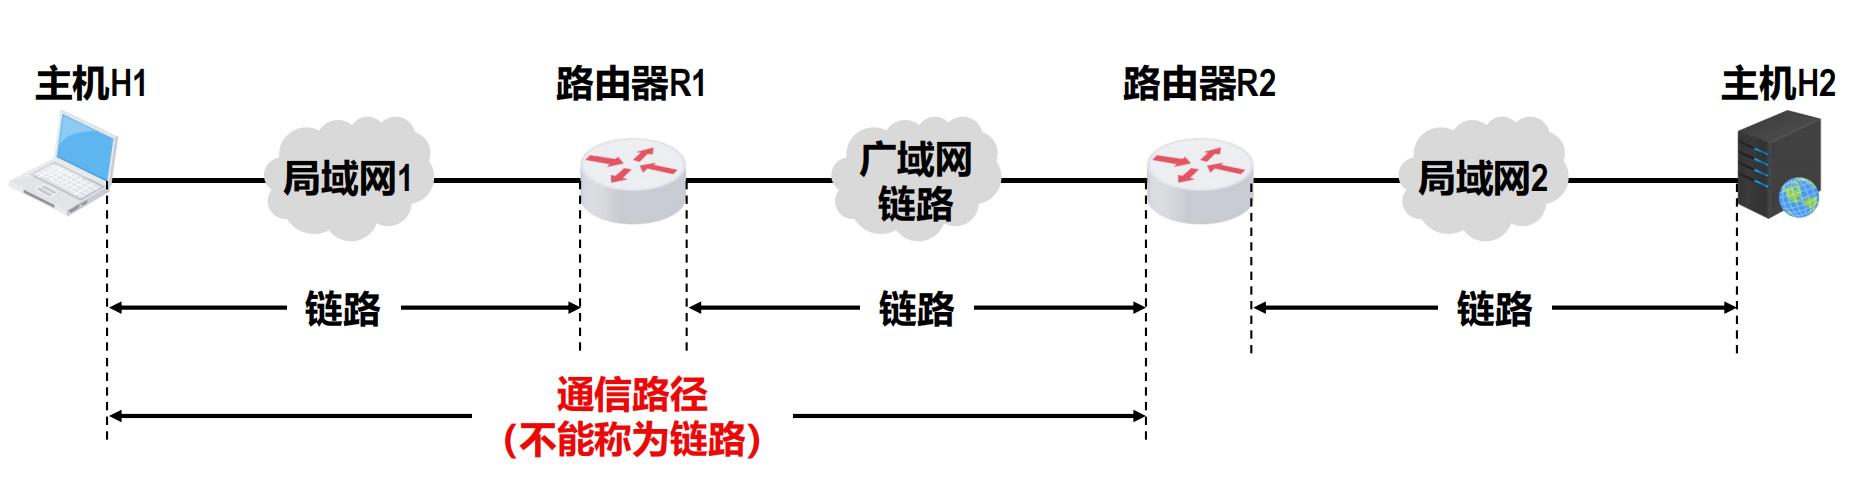 主机H1
路由器R1
路由器R2
主机H2
局域网1
广域网
链路
局域网2
链路
链路
链路
通信路径
(不能称为链路)